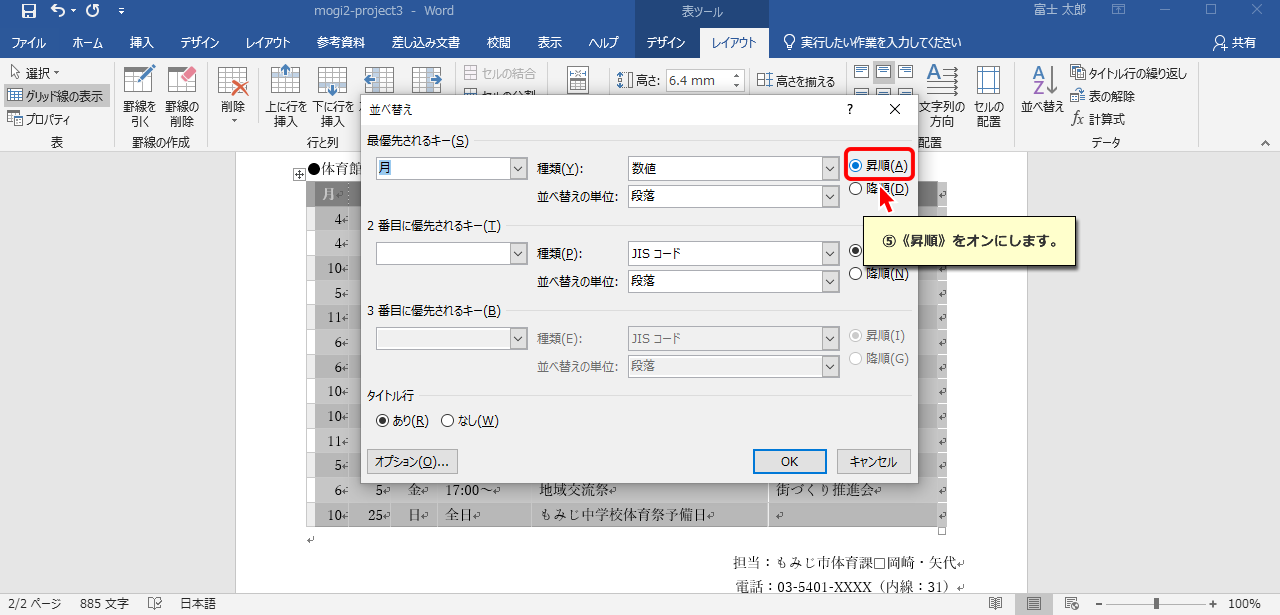 mogi2-project3 - Word
表ツール
富士 太郎
ファイル ホーム 挿入 デザイン レイアウト 参考資料 差し込み文書 校閲 表示 ヘルプ デザイン レイアウト 実行したい作業を入力してください 共有
選択
グリッド線の表示
プロパティ
表
罫線を引く
罫線の削除
罫線の作成
削除
上に行を挿入
下に行を挿入
行と列
セルの結合
高さ: 6.4 mm
高さを揃える
文字列の方向
セルの配置
配置
並べ替え
タイトル行の繰り返し
表の解除
fx 計算式
データ
●体育館
月
4
4
10
5
11
6
6
10
10
11
5
6 5 金 17:00～ 地域交流祭 街づくり推進会
10 25 日 全日 もみじ中学校体育祭予備日
担当：もみじ市体育課□岡崎・矢代
電話：03-5401-XXXX（内線：31）
並べ替え ?
最優先されるキー(S)
月 種類(Y): 数値 昇順(A)
並べ替えの単位: 段落 降順(D)
⑤《昇順》をオンにします。
2 番目に優先されるキー(T)
種類(P): JIS コード
並べ替えの単位: 段落 降順(N)
3 番目に優先されるキー(B)
種類(E): JIS コード 昇順(I)
並べ替えの単位: 段落 降順(G)
タイトル行
あり(R) なし(W)
オプション(O)... OK キャンセル
2/2 ページ 885 文字 日本語 100%